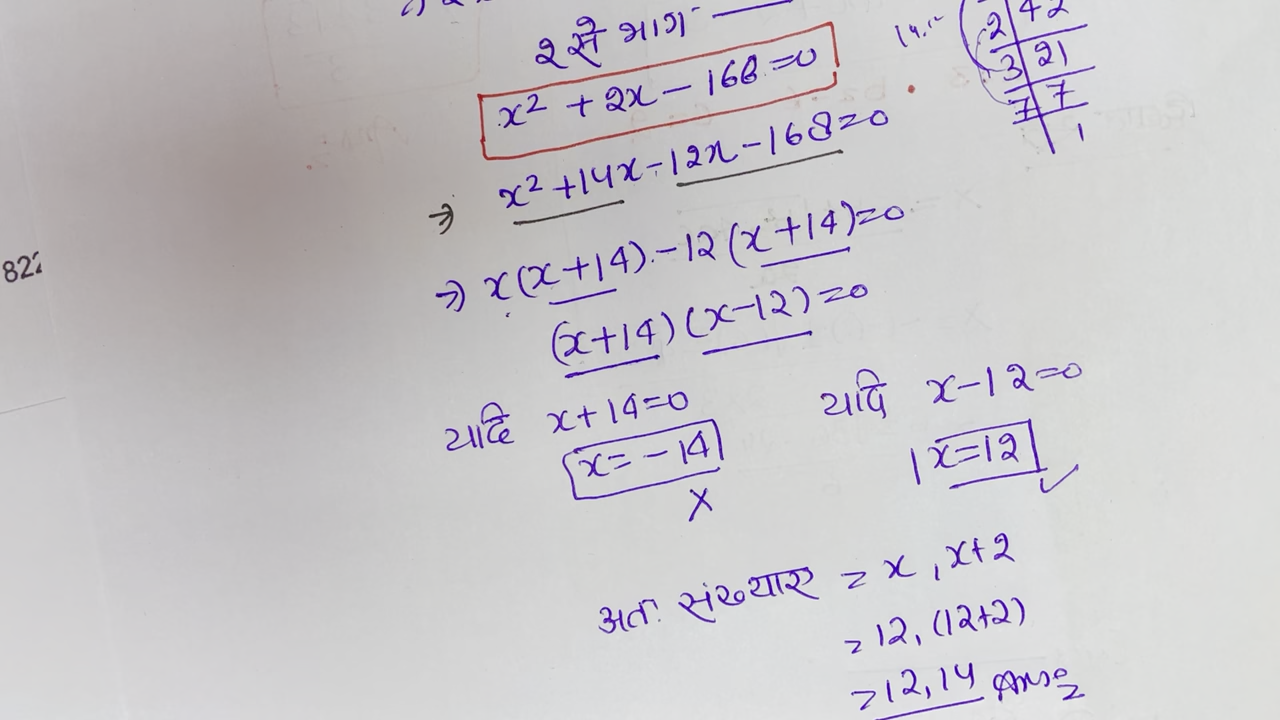 2 से भाग
x² + 2x - 168 = 0
2 | 42
3 | 21
7 | 7
1
⇒ x² + 14x - 12x - 168 = 0
⇒ x(x+14) - 12(x+14) = 0
(x+14)(x-12) = 0
यदि x+14=0 यदि x-12=0
x = -14 x=12 ✓
X
अतः संख्याए = x, x+2
= 12, (12+2)
= 12, 14 Ans
822